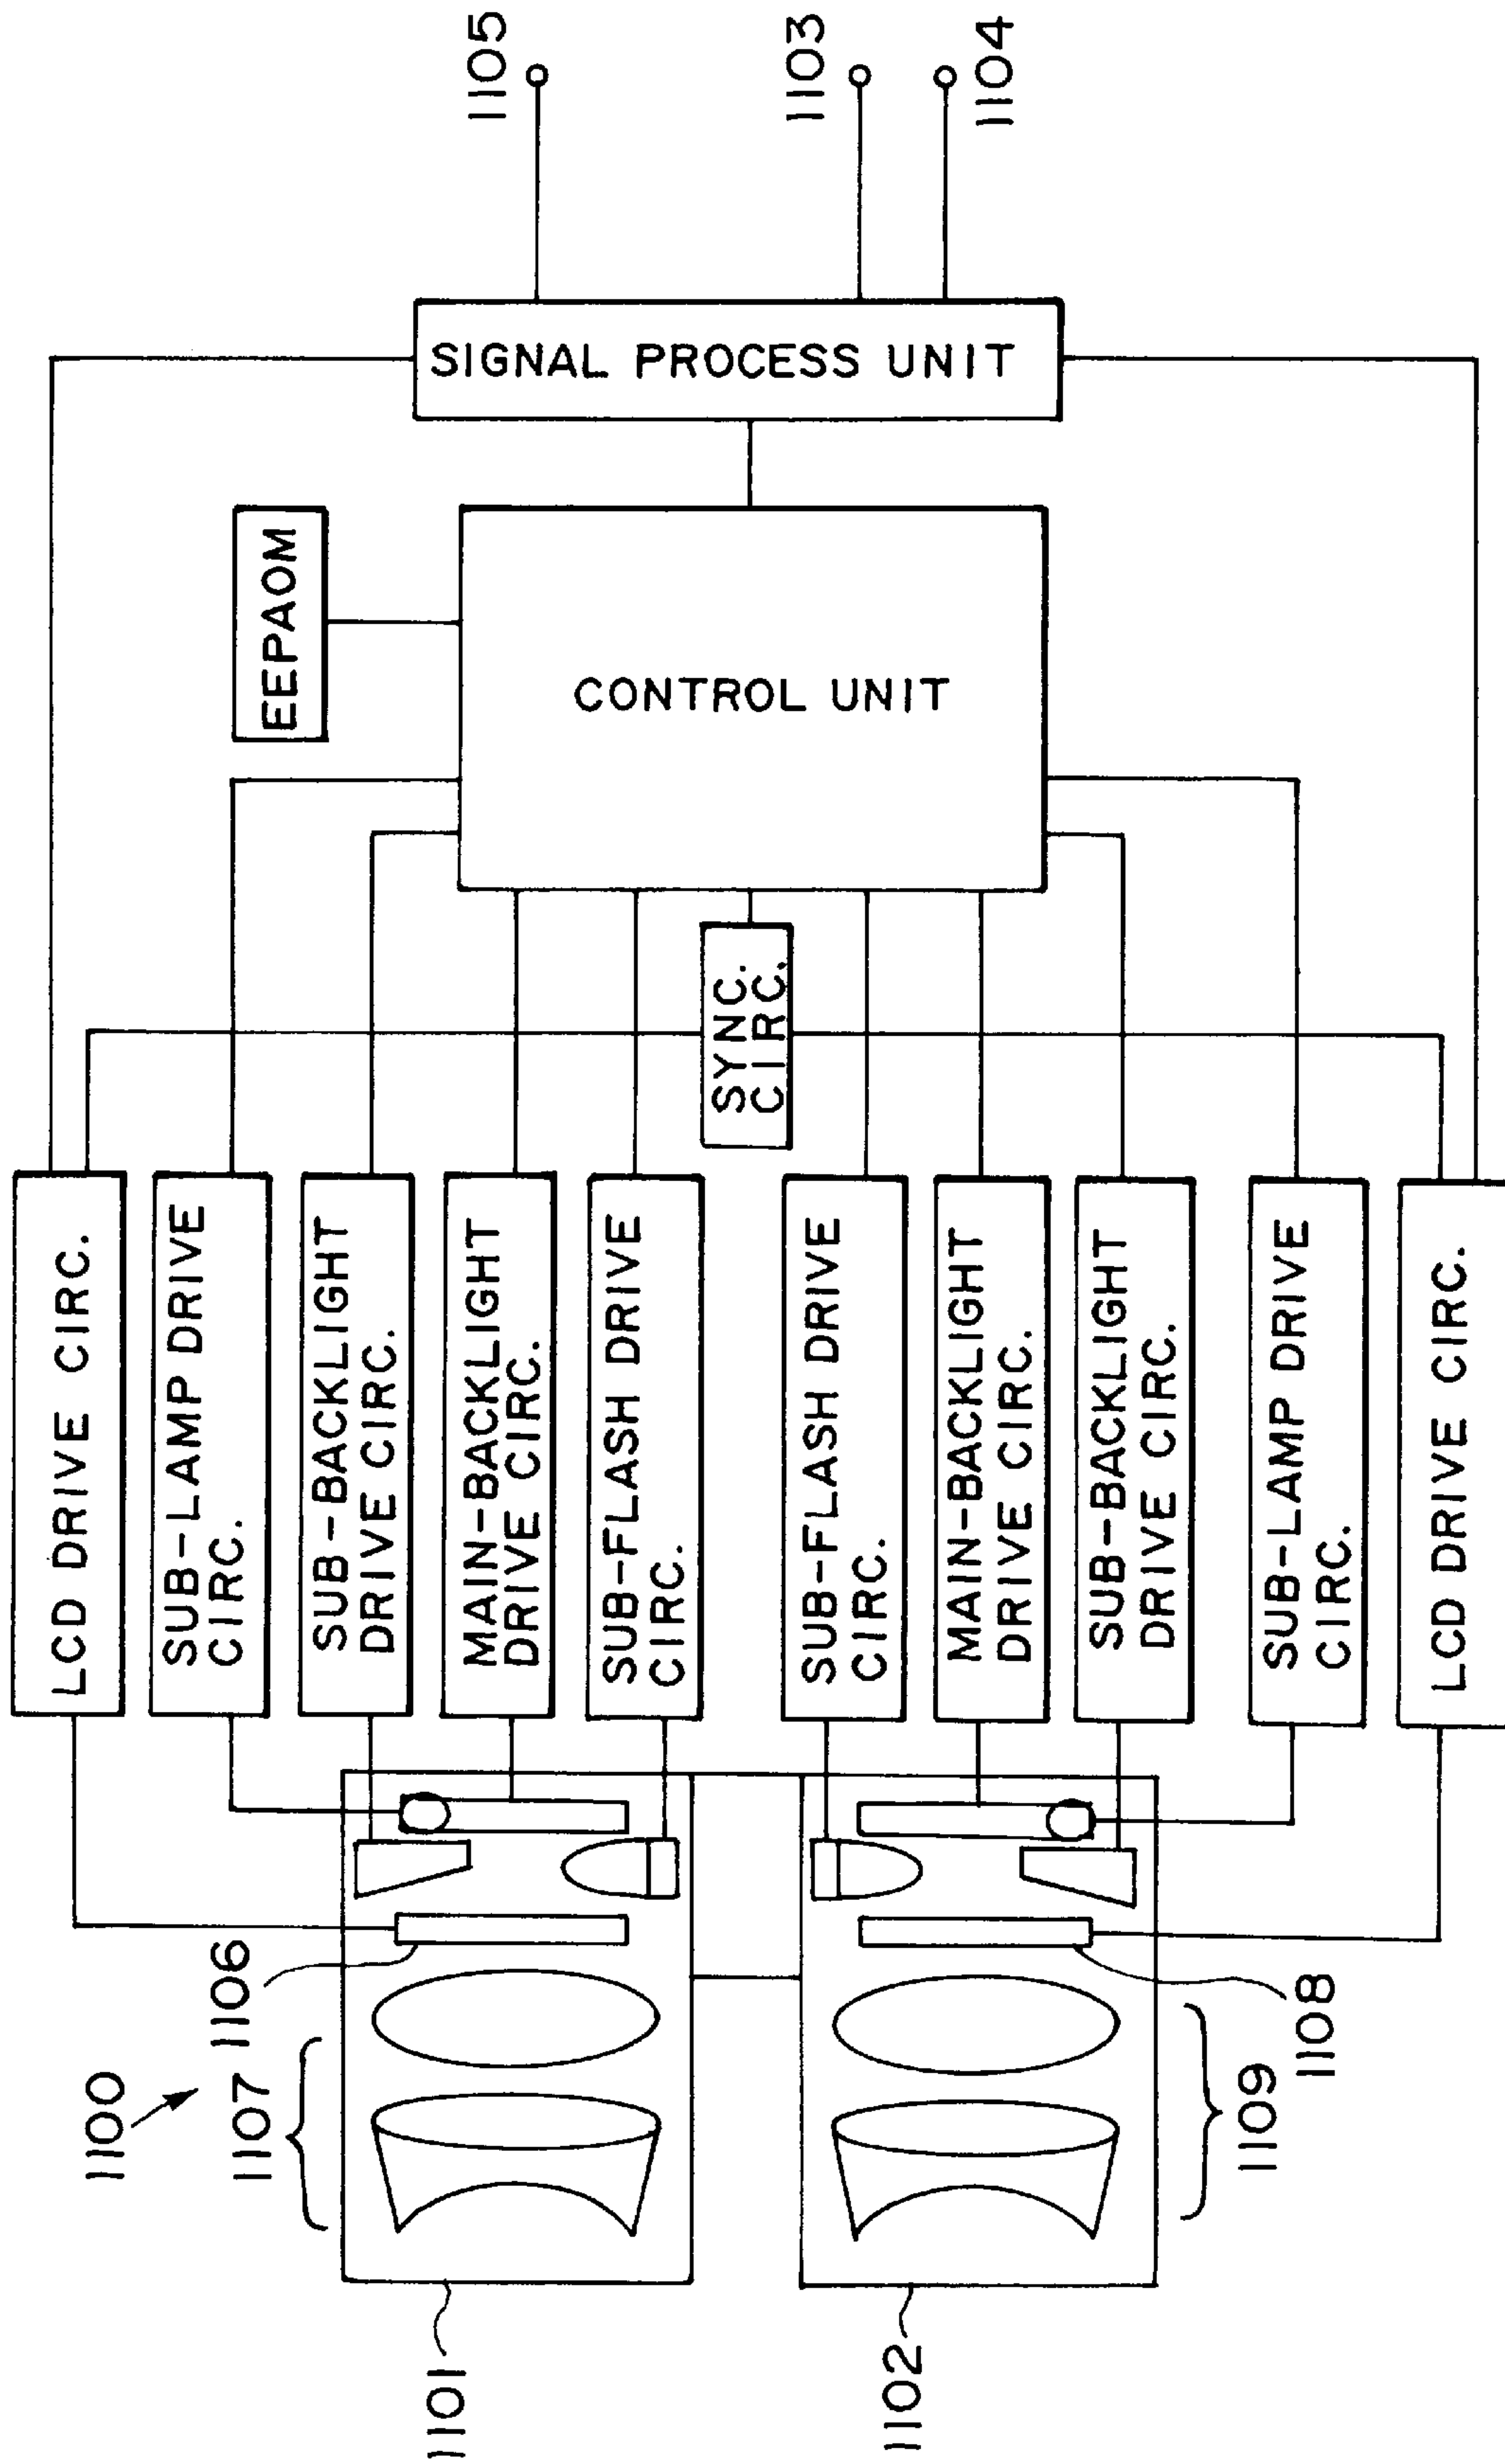 1100
1107
1106
1101
1102
1109
1108
LCD DRIVE CIRC.
SUB-LAMP DRIVE
CIRC.
SUB-BACKLIGHT
DRIVE CIRC.
MAIN-BACKLIGHT
DRIVE CIRC.
SUB-FLASH DRIVE
CIRC.
SUB-FLASH DRIVE
CIRC.
MAIN-BACKLIGHT
DRIVE CIRC.
SUB-BACKLIGHT
DRIVE CIRC.
SUB-LAMP DRIVE
CIRC.
LCD DRIVE CIRC.
SYNC.
CIRC.
EEPAOM
CONTROL UNIT
SIGNAL PROCESS UNIT
1105
1103
1104